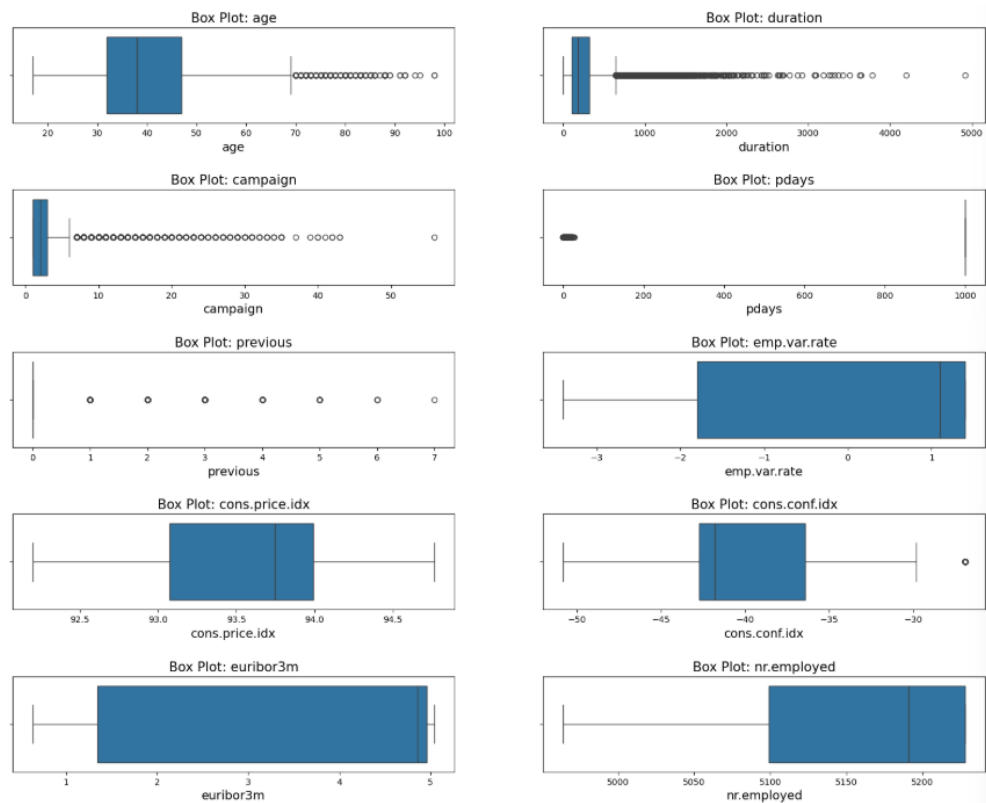 Box Plot: age
20 30 40 50 60 70 80 90 100
age
Box Plot: duration
0 1000 2000 3000 4000 5000
duration
Box Plot: campaign
0 10 20 30 40 50
campaign
Box Plot: pdays
0 200 400 600 800 1000
pdays
Box Plot: previous
0 1 2 3 4 5 6 7
previous
Box Plot: emp.var.rate
−3 −2 −1 0 1
emp.var.rate
Box Plot: cons.price.idx
92.5 93.0 93.5 94.0 94.5
cons.price.idx
Box Plot: cons.conf.idx
−50 −45 −40 −35 −30
cons.conf.idx
Box Plot: euribor3m
1 2 3 4 5
euribor3m
Box Plot: nr.employed
5000 5050 5100 5150 5200
nr.employed